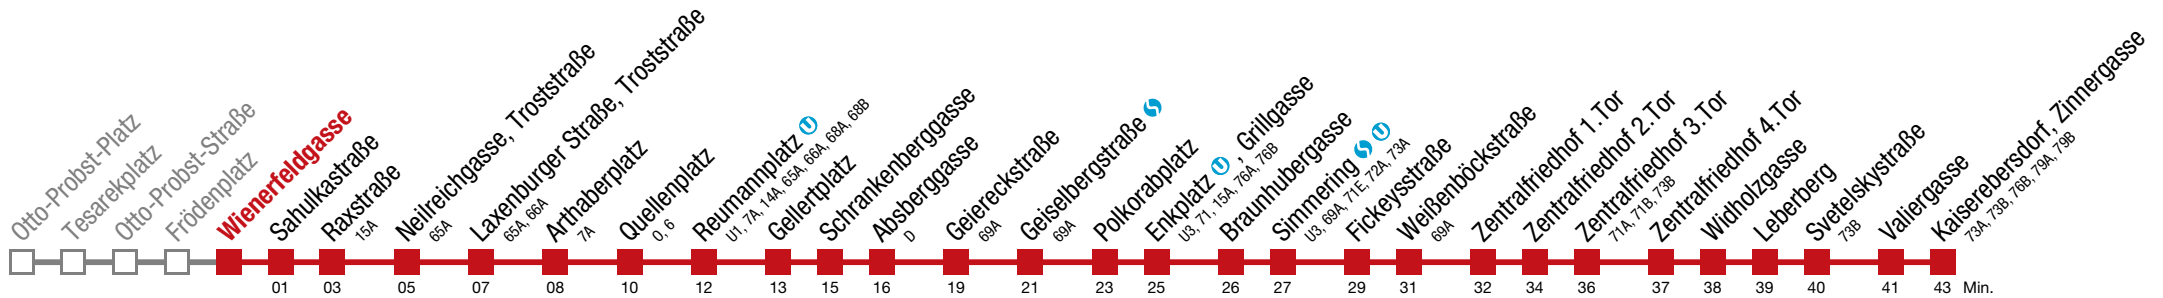 Otto-Probst-Platz
Tesarekplatz
Otto-Probst-Straße
Frödenplatz
Wienerfeldgasse
Sahulkastraße
Raxstraße
15A
Neilreichgasse, Troststraße
65A
Laxenburger Straße, Troststraße
65A, 66A
Arthaberplatz
7A
Quellenplatz
O, 6
Reumannplatz U
U1, 7A, 14A, 65A, 66A, 68A, 68B
Gellertplatz
Schrankenberggasse
Absberggasse
D
Geiereckstraße
69A
Geiselbergstraße S
69A
Polkorabplatz
Enkplatz U , Grillgasse
U3, 71, 15A, 76A, 76B
Braunhubergasse
Simmering S U
U3, 69A, 71E, 72A, 73A
Fickeysstraße
Weißenböckstraße
69A
Zentralfriedhof 1.Tor
Zentralfriedhof 2.Tor
Zentralfriedhof 3.Tor
71A, 71B, 73B
Zentralfriedhof 4.Tor
Widholzgasse
Leberberg
Svetelskystraße
73B
Valiergasse
Kaiserebersdorf, Zinnergasse
73A, 73B, 76B, 79A, 79B
01 03 05 07 08 10 12 13 15 16 19 21 23 25 26 27 29 31 32 34 36 37 38 39 40 41 43 Min.